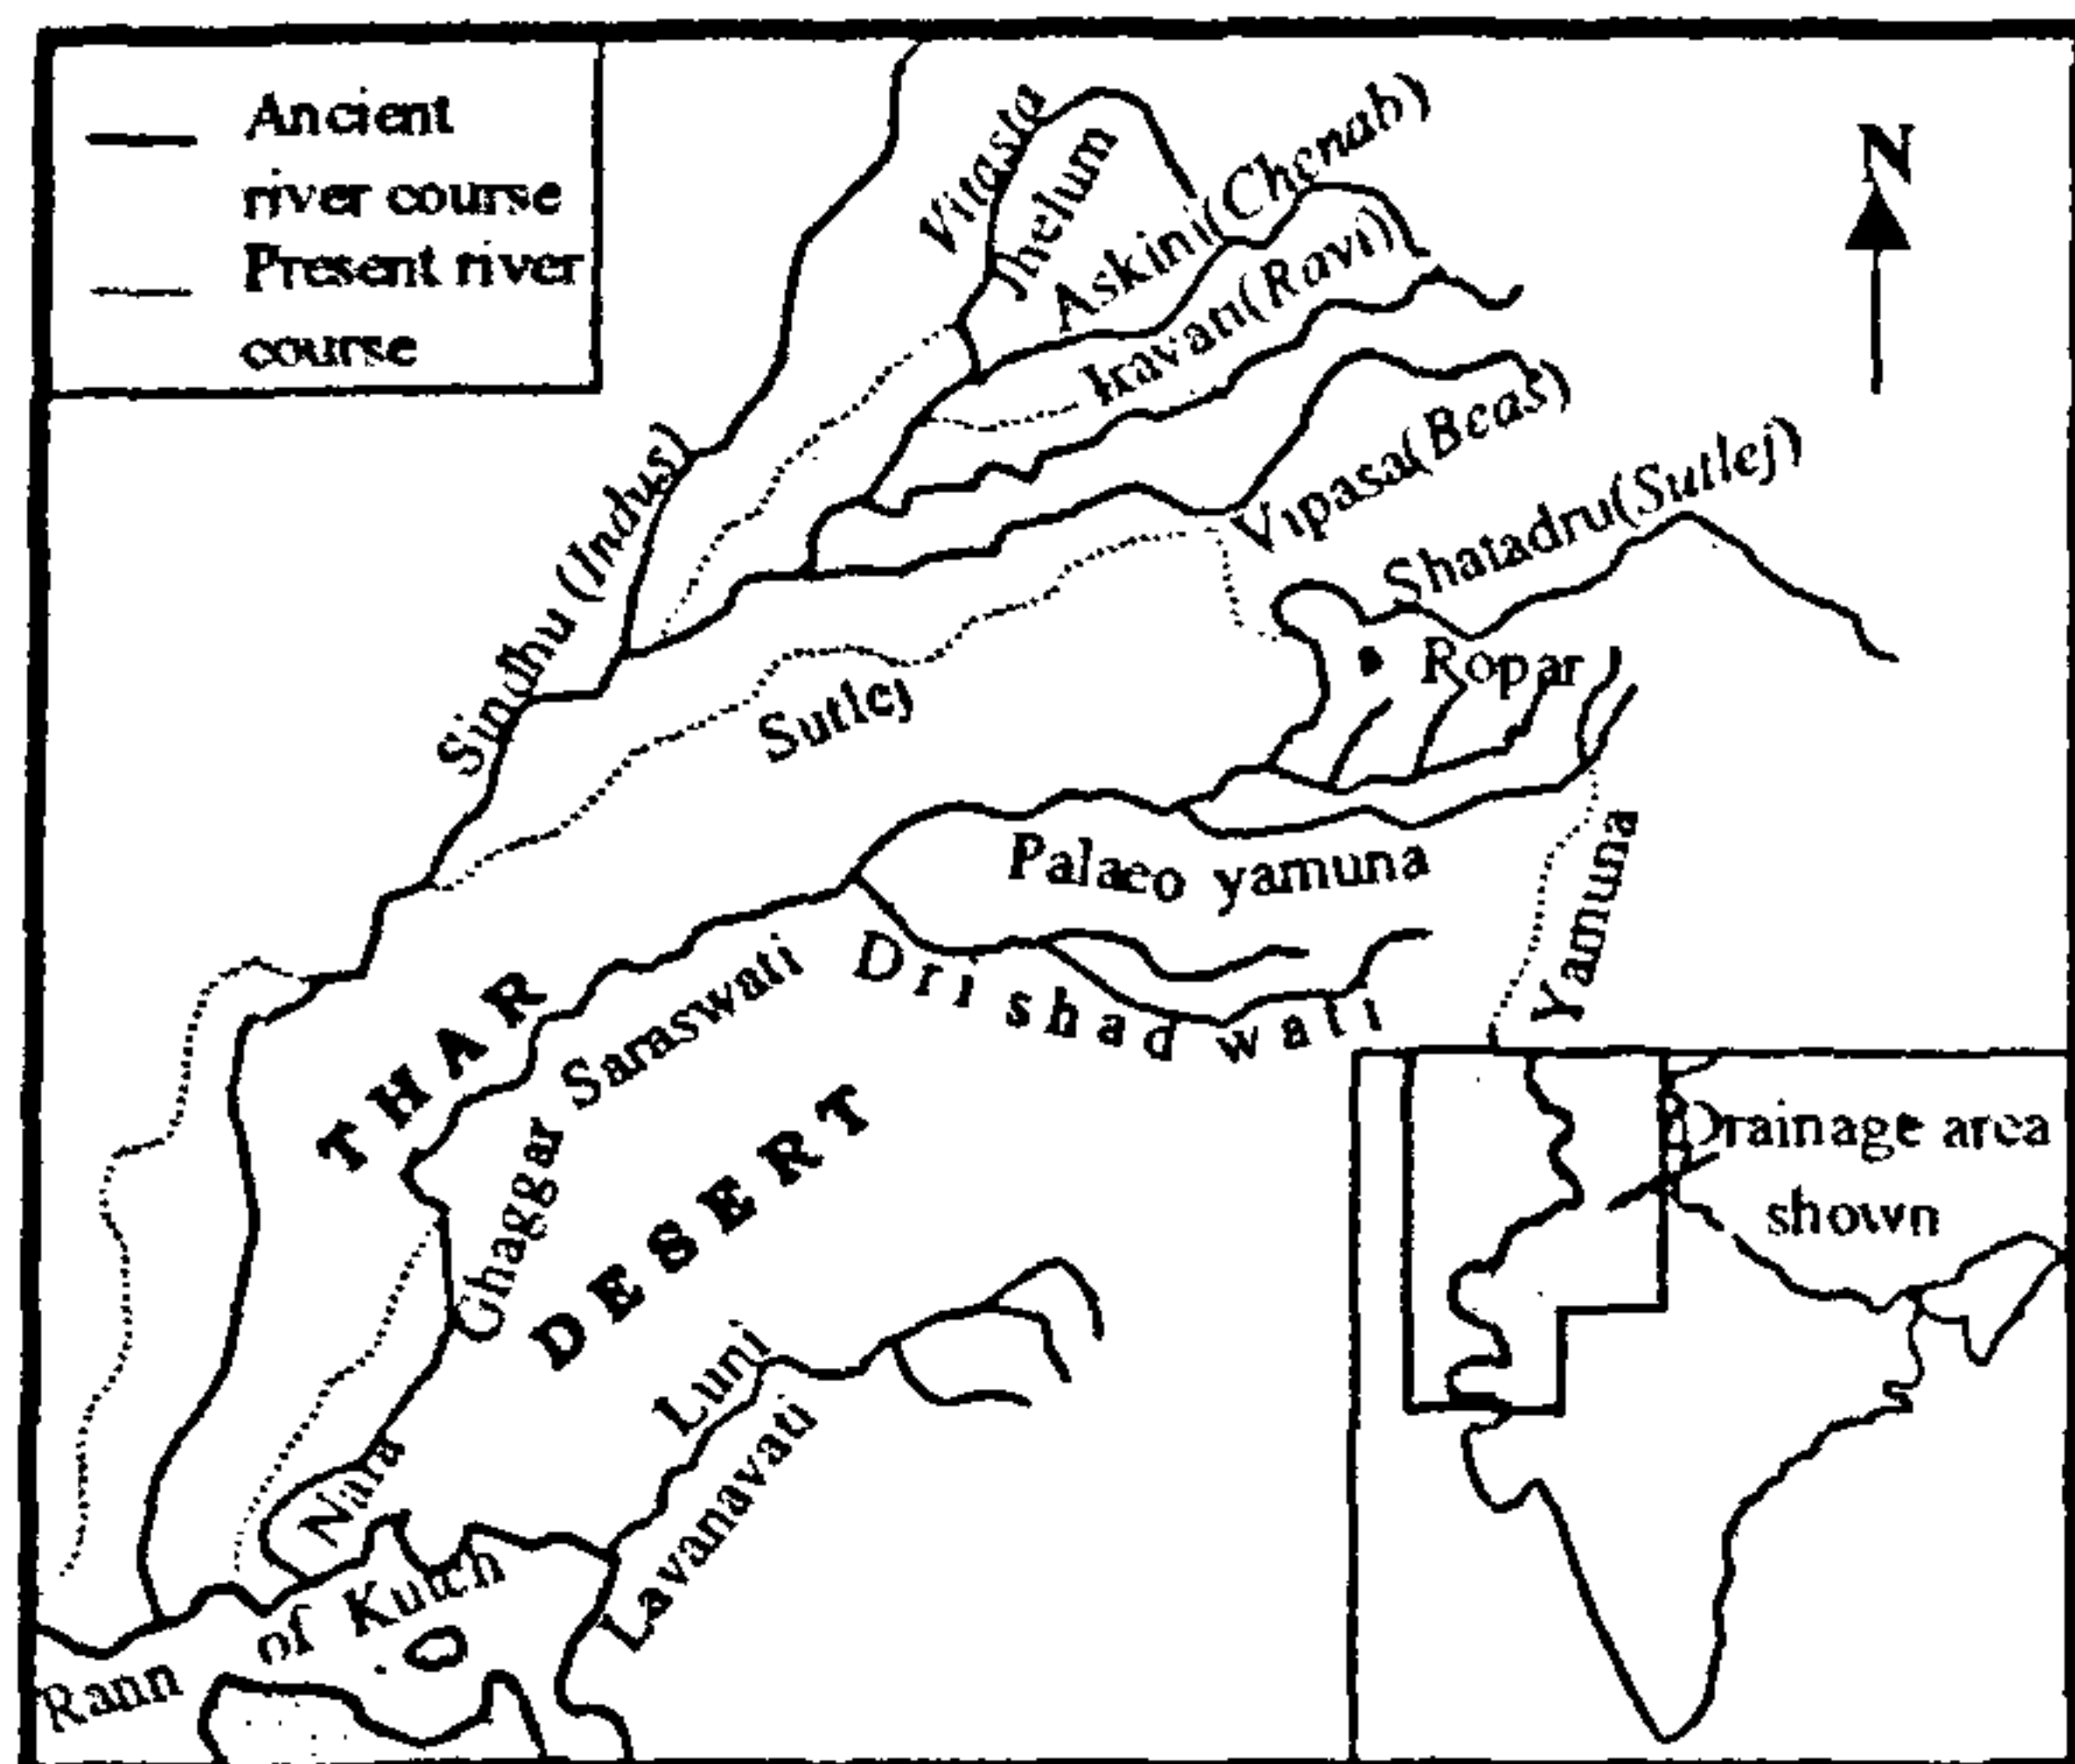 Ancient
river course
Present river
course
N
Vitasta
Jhelum
Askini(Chenab)
Iravati(Ravi)
Vipasa(Beas)
Shatadru(Sutlej)
Sindhu (Indus)
Ropar
Sutlej
Palaeo yamuna
Yamuna
Drishadwati
Saraswati
THAR
DESERT
Ghaggar
Luni
Lavanavati
Nara
Rann of Kutch
Drainage area
shown